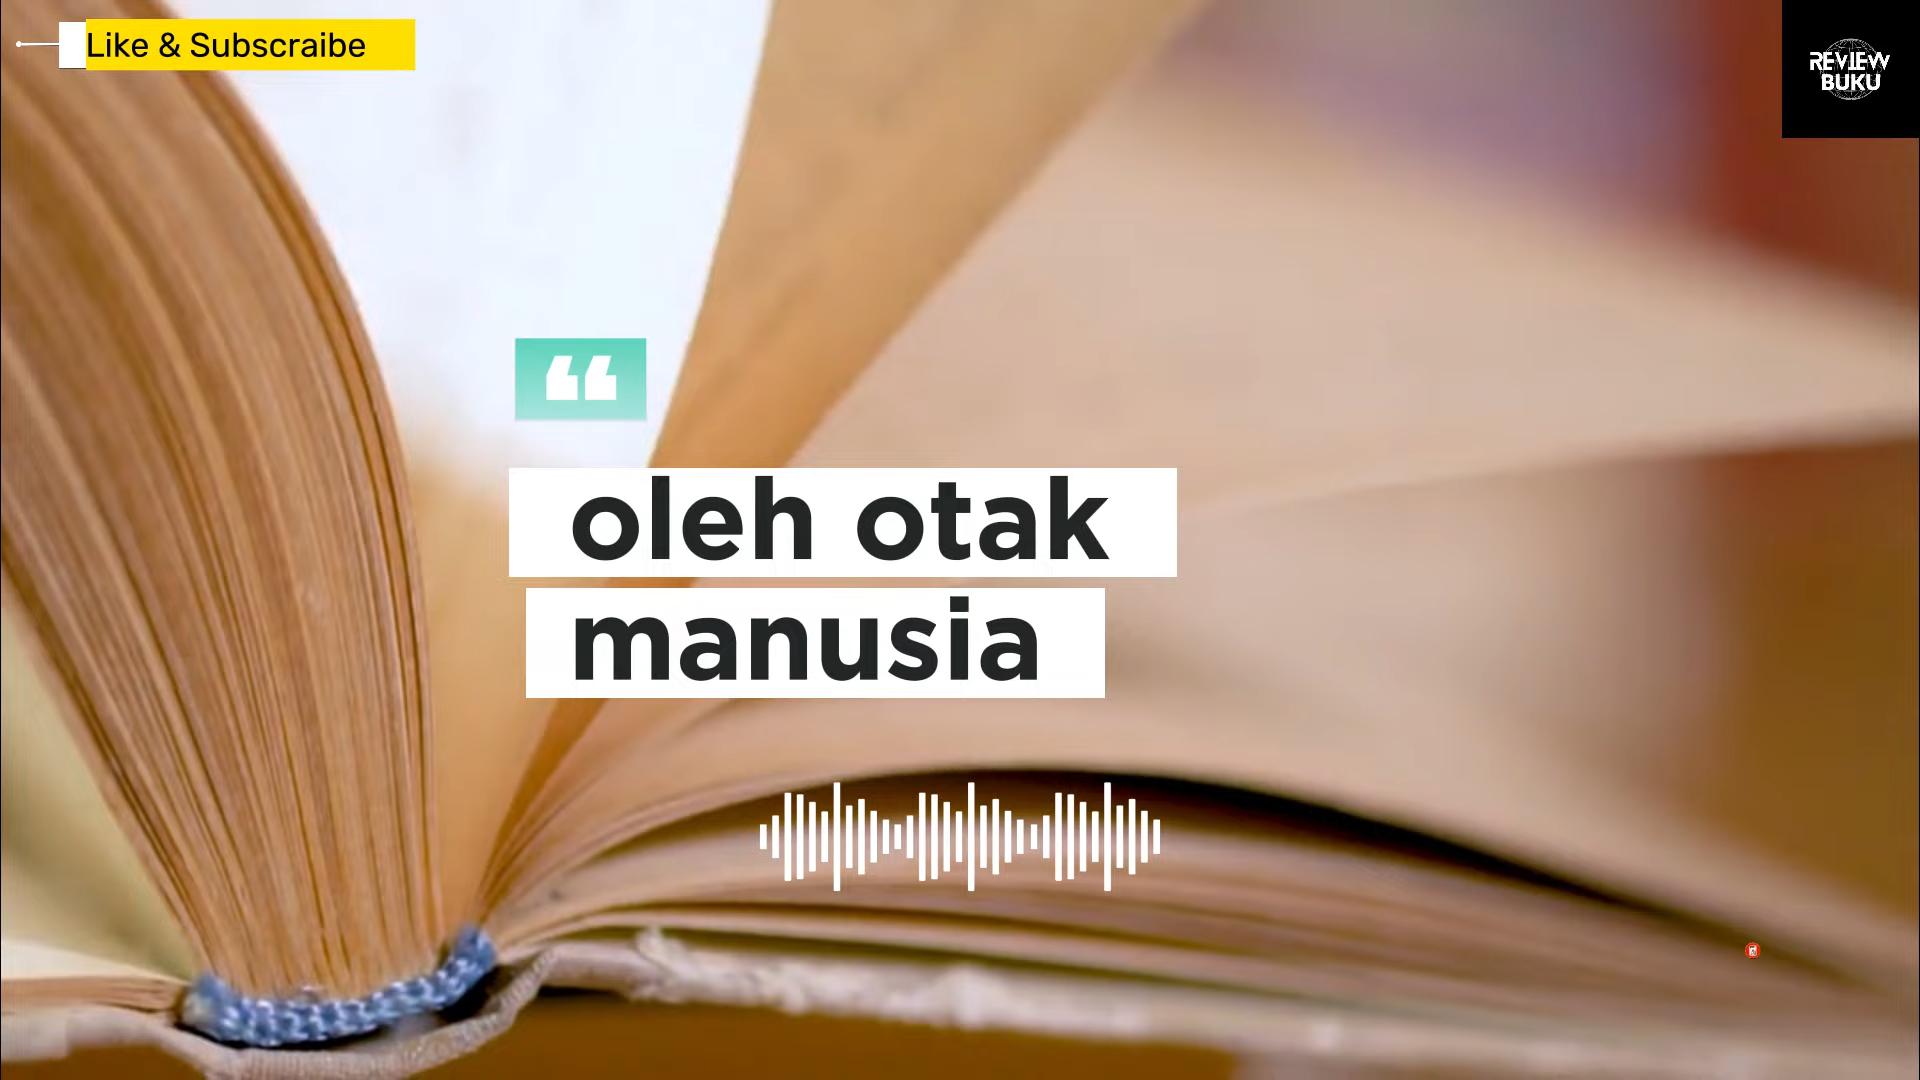 Like & Subscraibe
REVIEW
BUKU
“
oleh otak
manusia